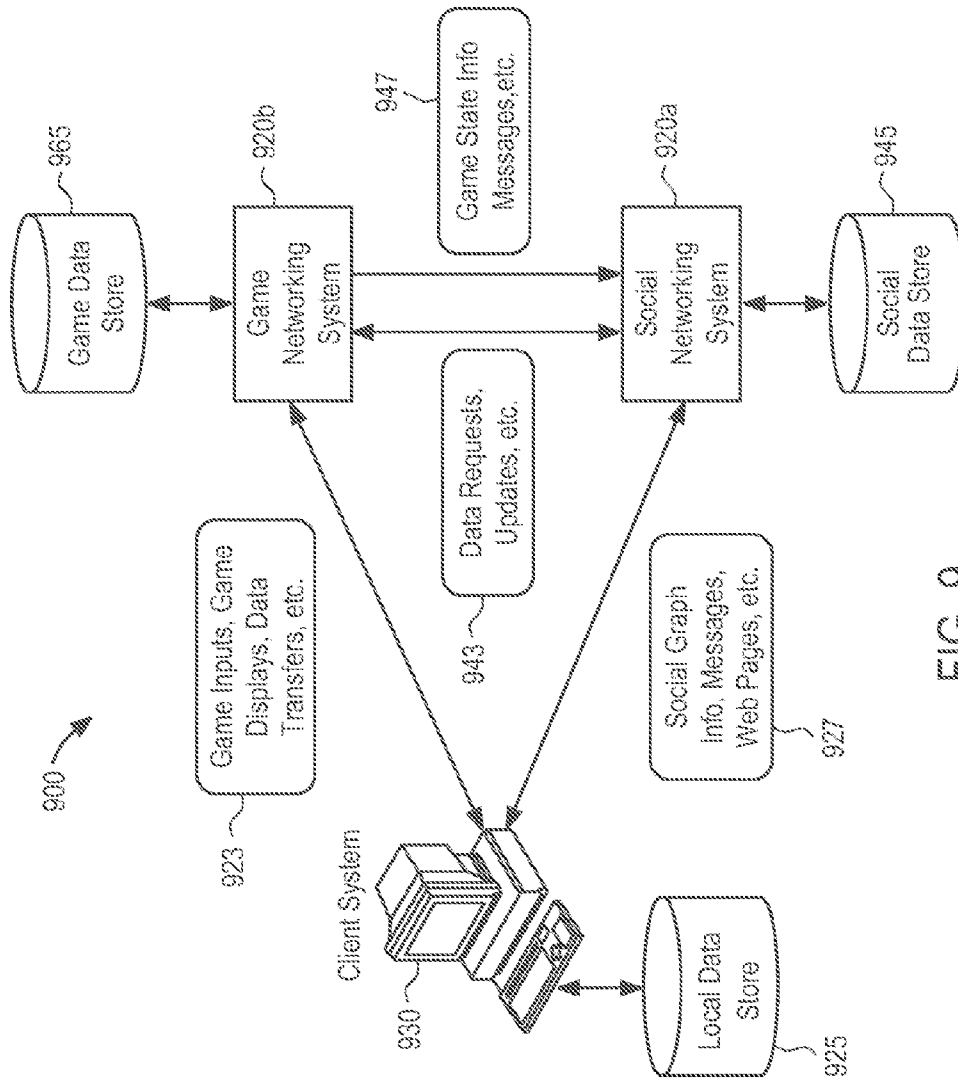 900
923
Game Inputs, Game
Displays, Data
Transfers, etc.
Game Data
Store
965
Game
Networking
System
920b
Client System
930
943
Data Requests,
Updates, etc.
Game State Info
Messages,etc.
947
Local Data
Store
925
Social Graph
Info, Messages,
Web Pages, etc.
927
Social
Networking
System
920a
Social
Data Store
945
FIG. 9